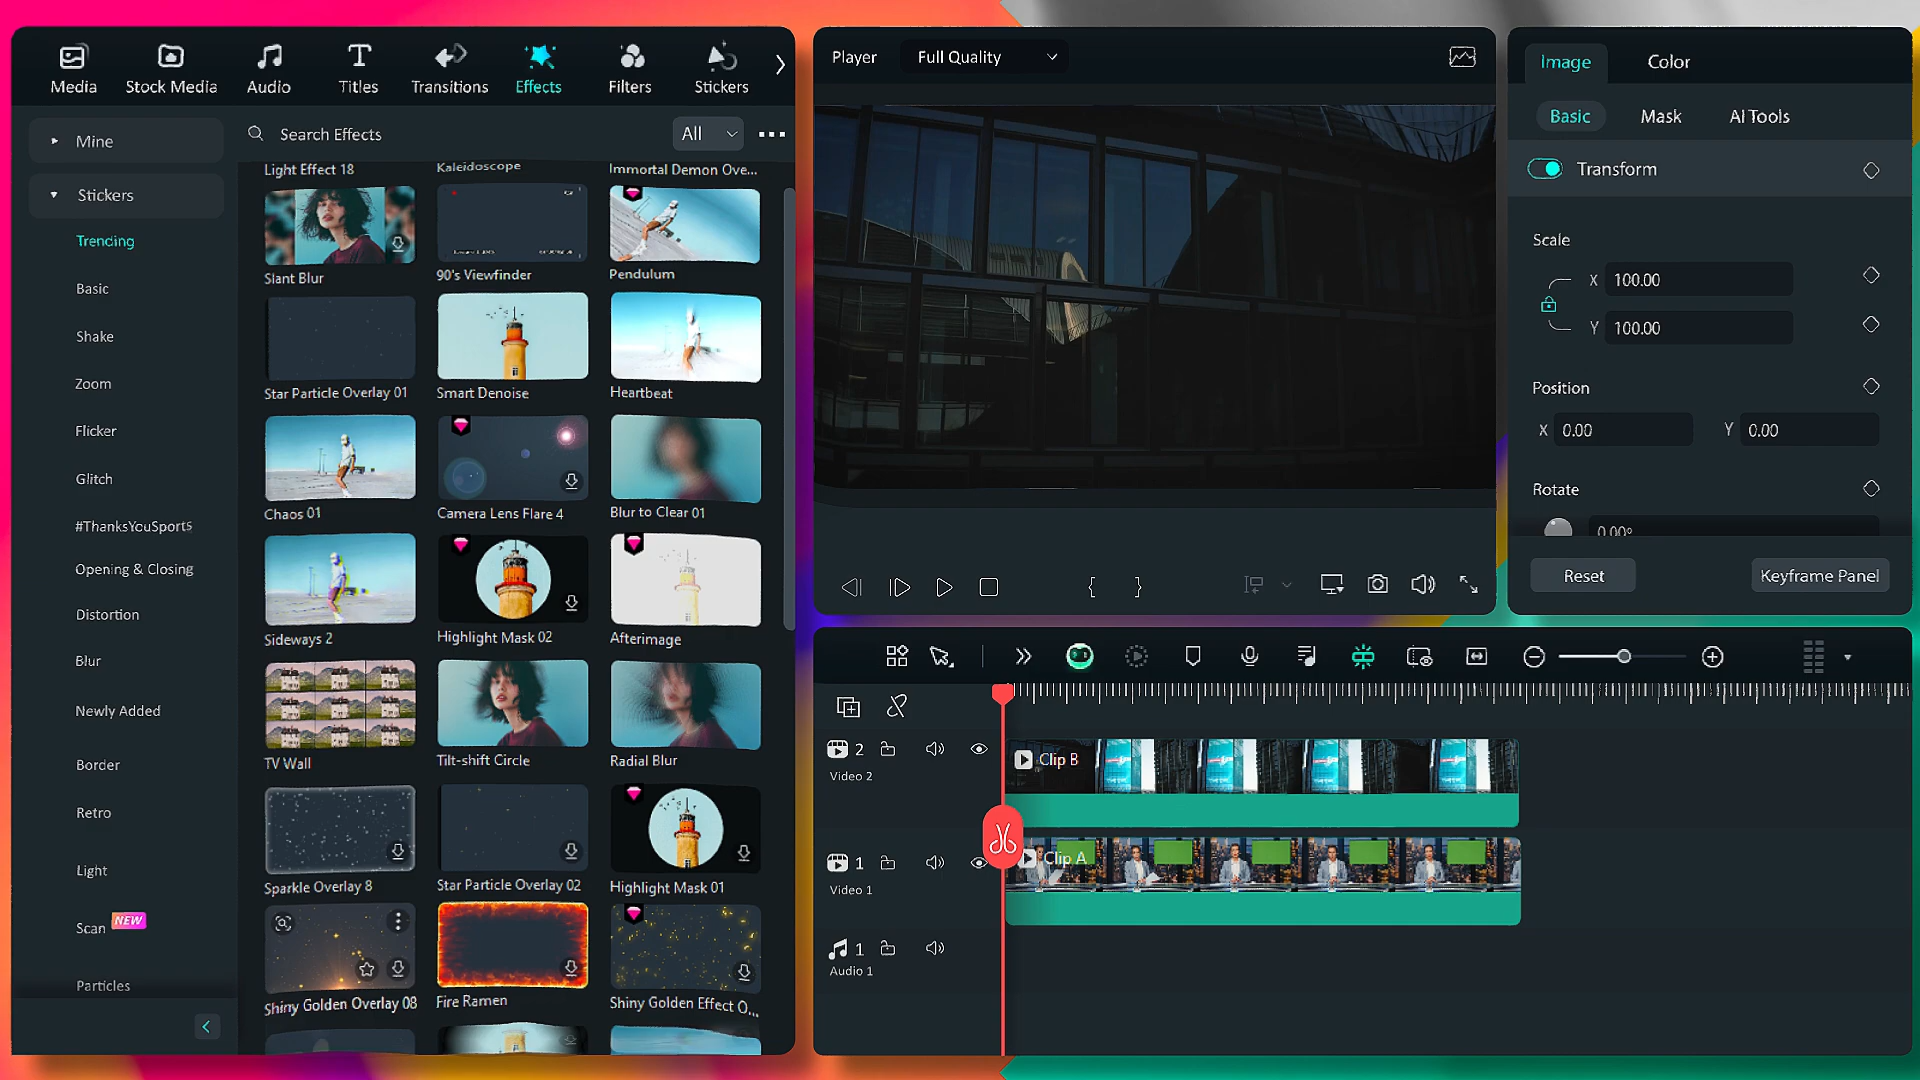 Media
Stock Media
Audio
Titles
Transitions
Effects
Filters
Stickers
Search Effects
All
Mine
Stickers
Trending
Basic
Shake
Zoom
Flicker
Glitch
#ThanksYouSports
Opening & Closing
Distortion
Blur
Newly Added
Border
Retro
Light
Scan NEW
Particles
Light Effect 18
Kaleidoscope
Immortal Demon Ove...
Slant Blur
90's Viewfinder
Pendulum
Star Particle Overlay 01
Smart Denoise
Heartbeat
Chaos 01
Camera Lens Flare 4
Blur to Clear 01
Sideways 2
Highlight Mask 02
Afterimage
TV Wall
Tilt-shift Circle
Radial Blur
Sparkle Overlay 8
Star Particle Overlay 02
Highlight Mask 01
Shiny Golden Overlay 08
Fire Ramen
Shiny Golden Effect O...
Player
Full Quality
Image
Color
Basic
Mask
AI Tools
Transform
Scale
X 100.00
Y 100.00
Position
X 0.00
Y 0.00
Rotate
0.00°
Reset
Keyframe Panel
2
Video 2
Clip B
1
Video 1
Clip A
1
Audio 1